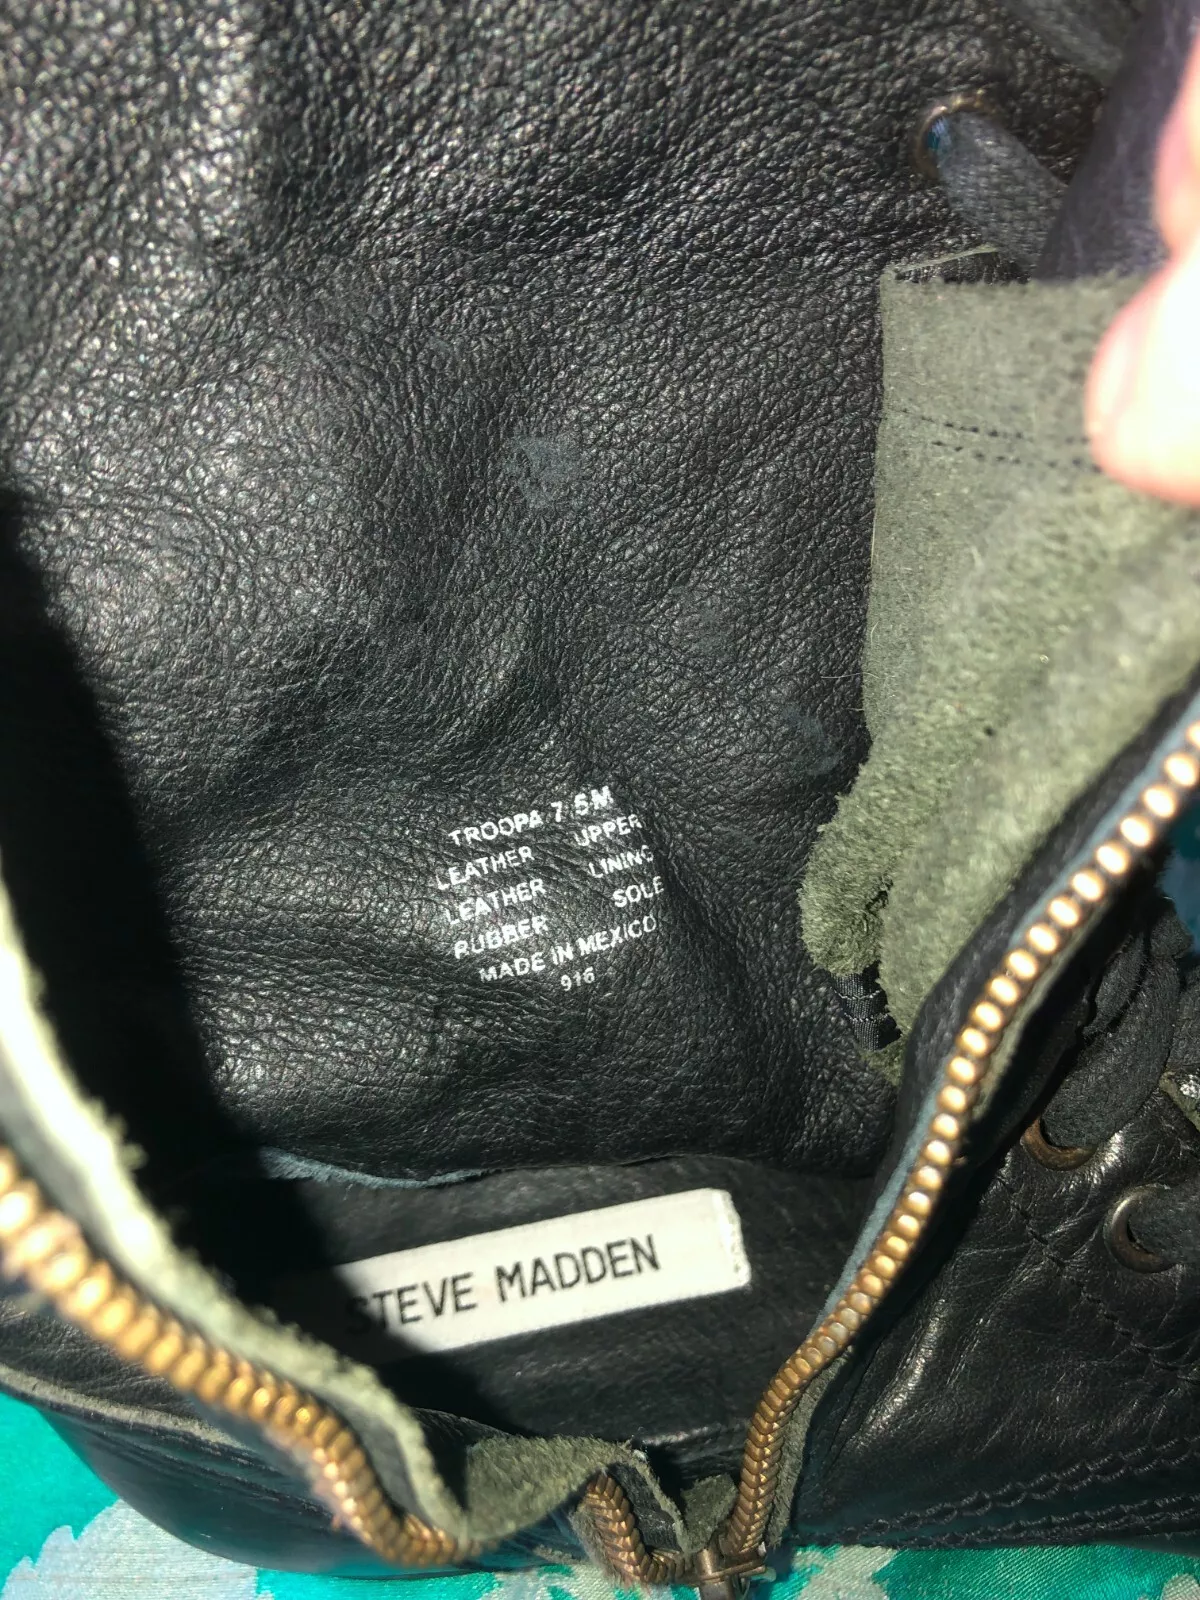 TROOPA 7.5M
LEATHER UPPER
LEATHER LINING
RUBBER SOLE
MADE IN MEXICO
916
STEVE MADDEN